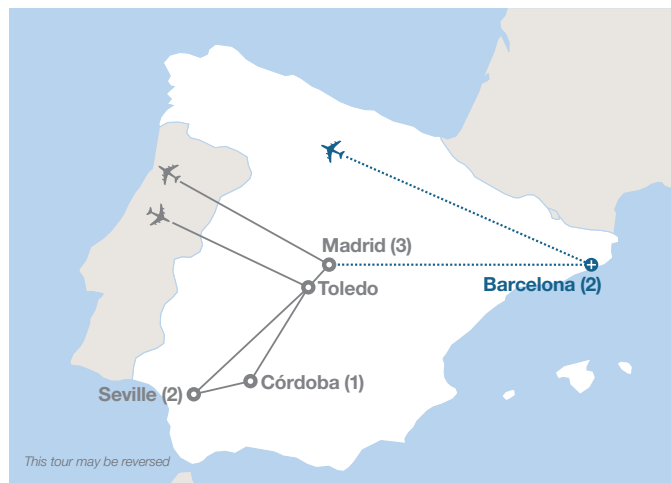 Madrid (3)
Toledo
Barcelona (2)
Córdoba (1)
Seville (2)
This tour may be reversed